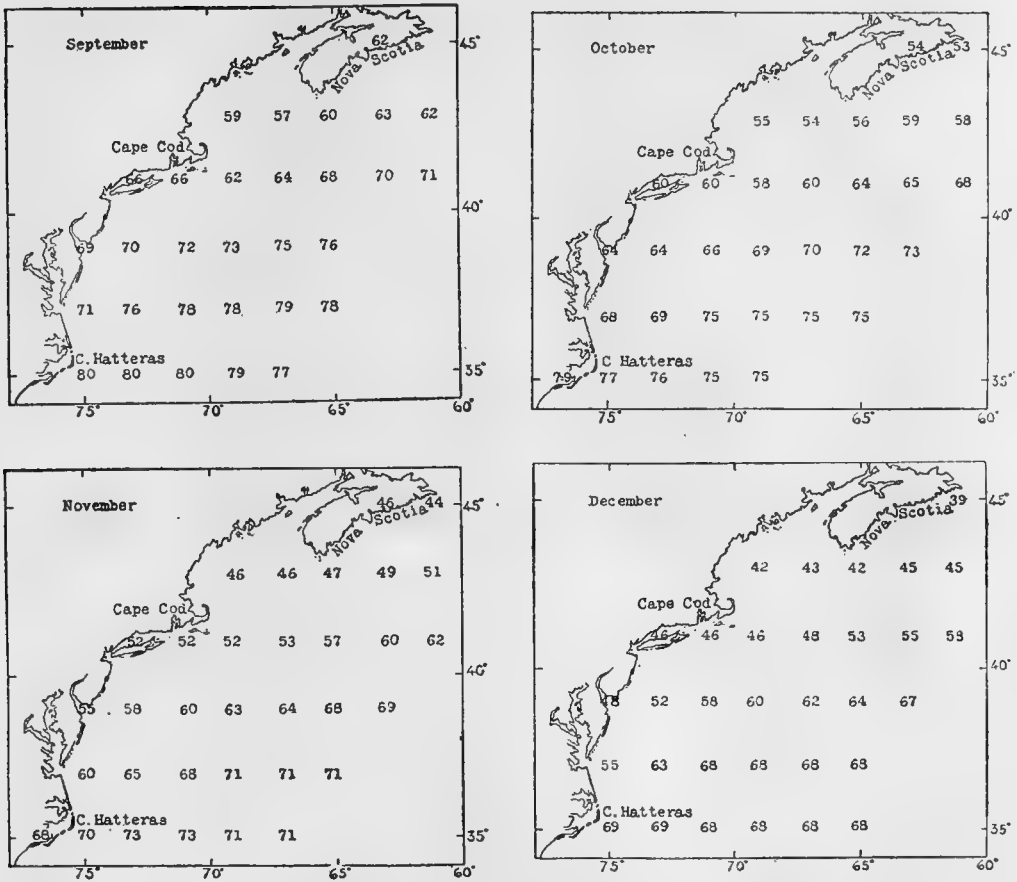 September
62
45°
Nova Scotia
59 57 60 63 62
Cape Cod
66 66 62 64 68 70 71
40°
69 70 72 73 75 76
71 76 78 78 79 78
C. Hatteras
80 80 80 79 77
35°
75° 70° 65° 60°
October
54 53
45°
Nova Scotia
55 54 56 59 58
Cape Cod
60 60 58 60 64 65 68
40°
64 64 66 69 70 72 73
68 69 75 75 75 75
C Hatteras
79 77 76 75 75
35°
75° 70° 65° 60°
November
46 44
45°
Nova Scotia
46 46 47 49 51
Cape Cod
52 52 52 53 57 60 62
40°
55 58 60 63 64 68 69
60 65 68 71 71 71
C. Hatteras
68 70 73 73 71 71
35°
75° 70° 65° 60°
December
39
45°
Nova Scotia
42 43 42 45 45
Cape Cod
46 46 46 48 53 55 58
40°
48 52 58 60 62 64 67
55 63 68 68 68 68
C. Hatteras
69 69 68 68 68 68
35°
75° 70° 65° 60°